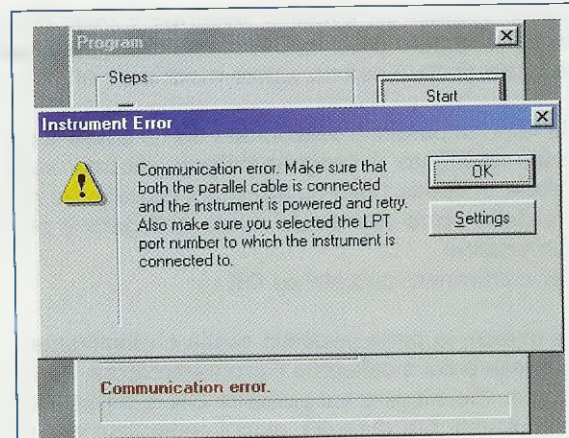 Program
Steps
Start
Instrument Error
Communication error. Make sure that
both the parallel cable is connected
and the instrument is powered and retry.
Also make sure you selected the LPT
port number to which the instrument is
connected to.
OK
Settings
Communication error.